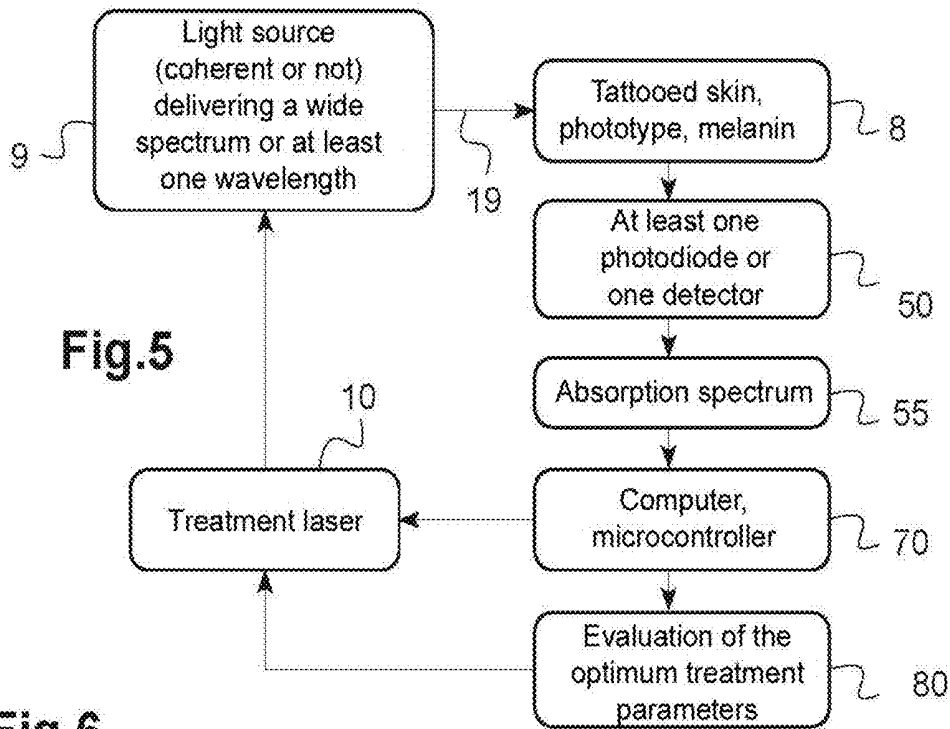 Light source
(coherent or not)
delivering a wide
spectrum or at least
one wavelength
9
19
Tattooed skin,
phototype, melanin
8
At least one
photodiode or
one detector
50
Fig.5
Absorption spectrum
55
10
Treatment laser
Computer,
microcontroller
70
Evaluation of the
optimum treatment
parameters
80
Fig.6